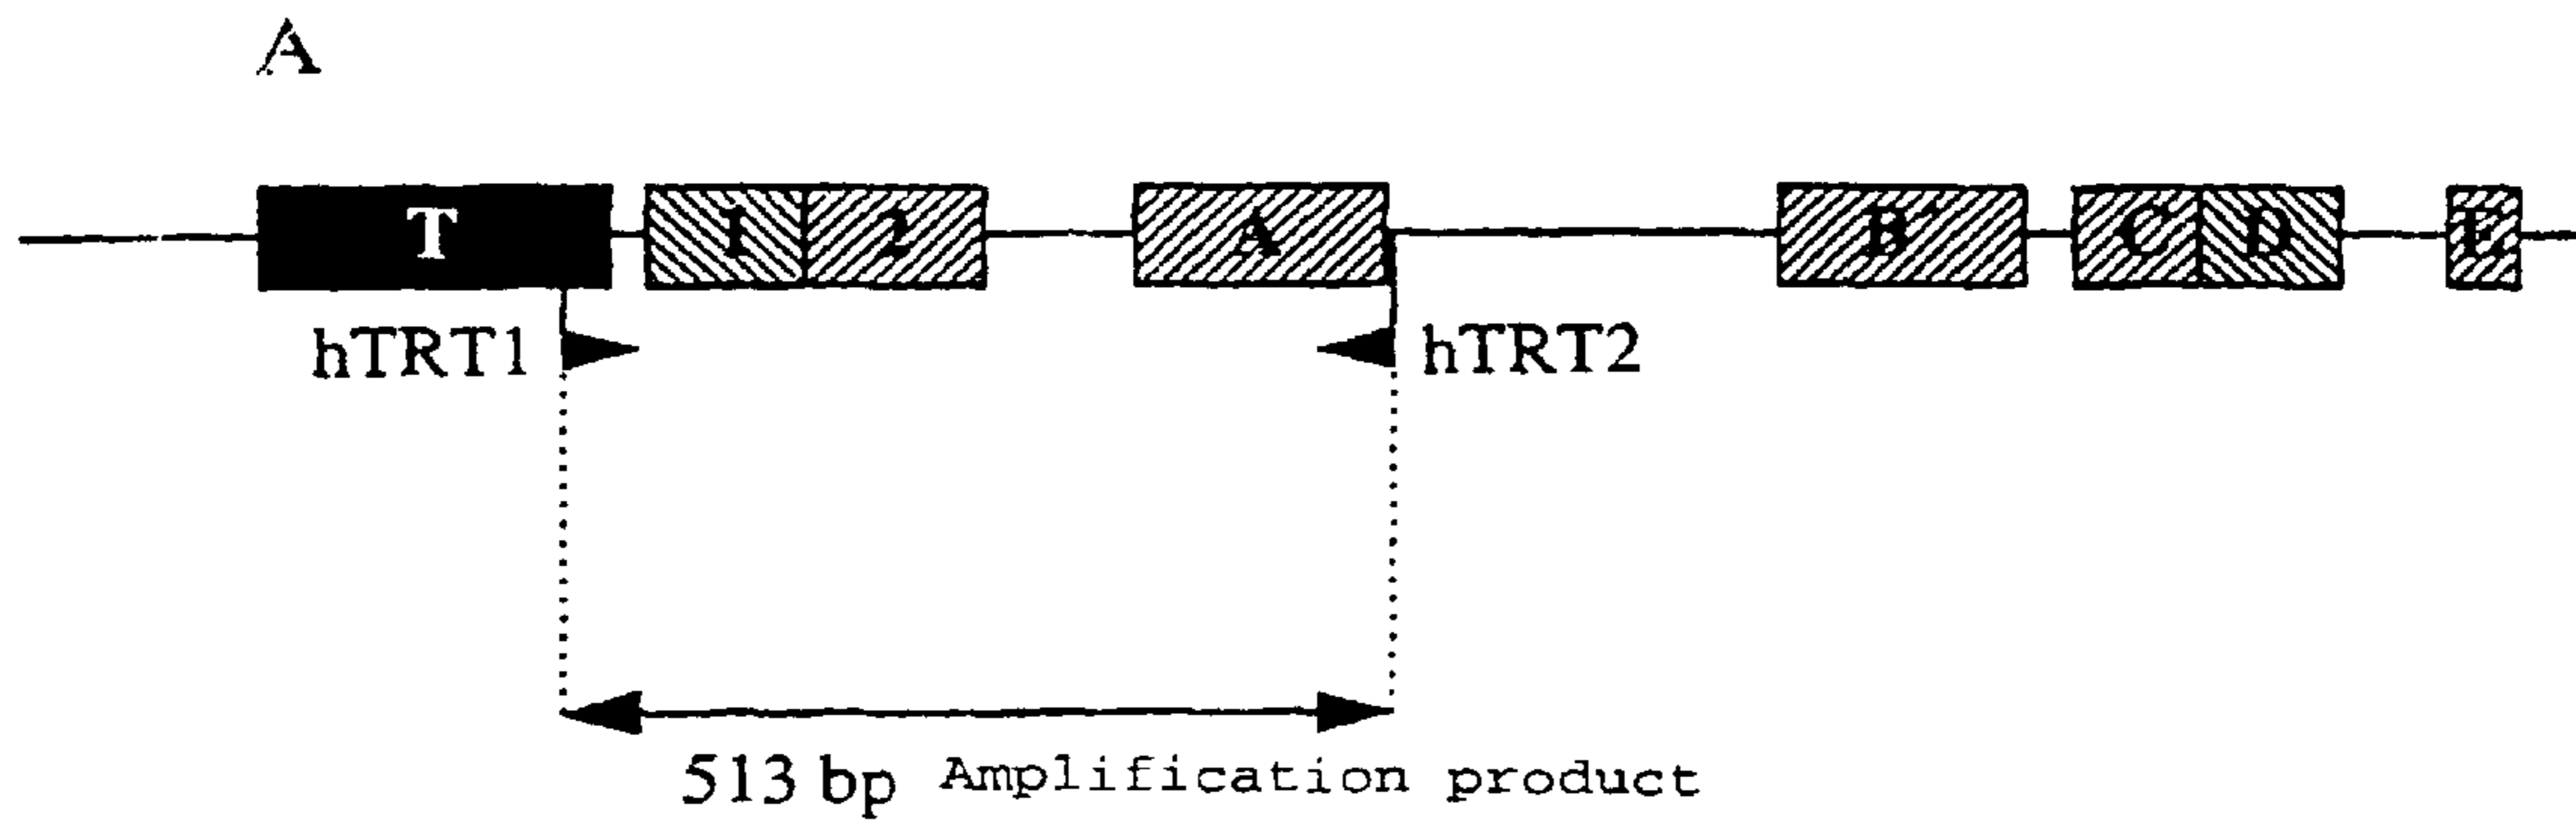 A
T 1 2 A B' C D E
hTRT1 hTRT2
513 bp Amplification product